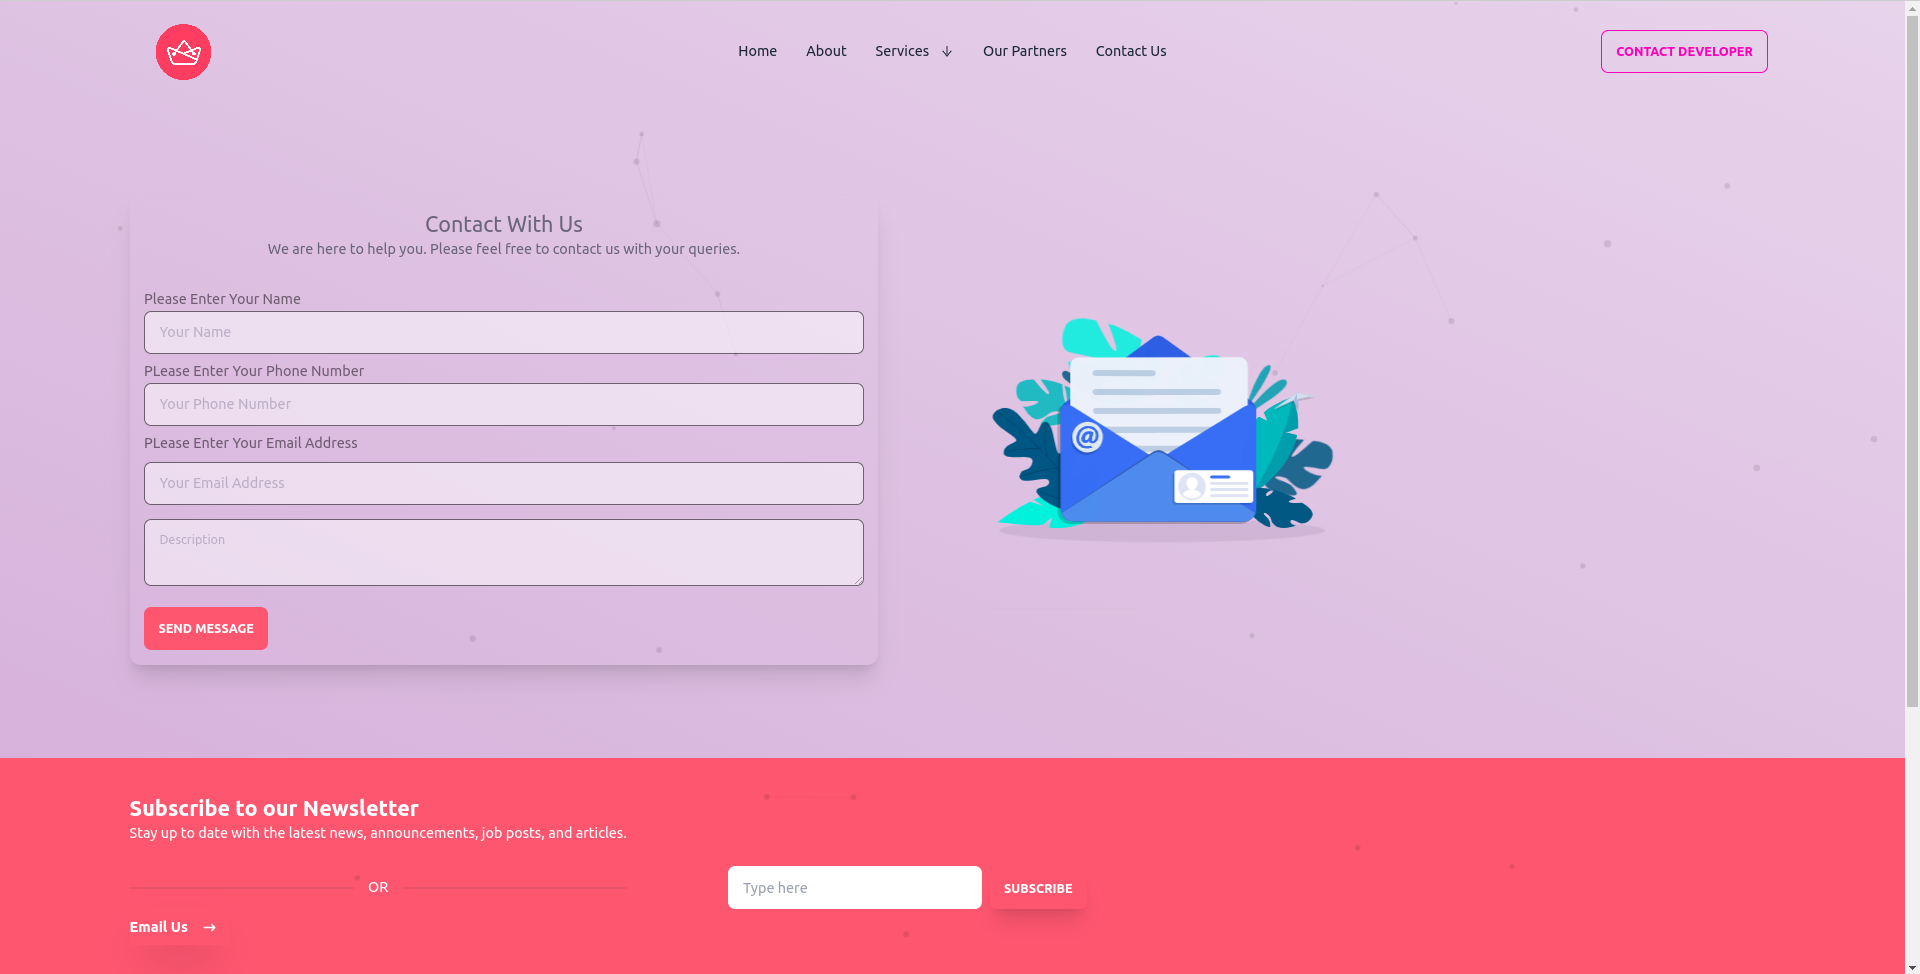 Home About Services Our Partners Contact Us CONTACT DEVELOPER
Contact With Us
We are here to help you. Please feel free to contact us with your queries.
Please Enter Your Name
Your Name
PLease Enter Your Phone Number
Your Phone Number
PLease Enter Your Email Address
Your Email Address
Description
SEND MESSAGE
@
Subscribe to our Newsletter
Stay up to date with the latest news, announcements, job posts, and articles.
OR
Email Us
Type here
SUBSCRIBE